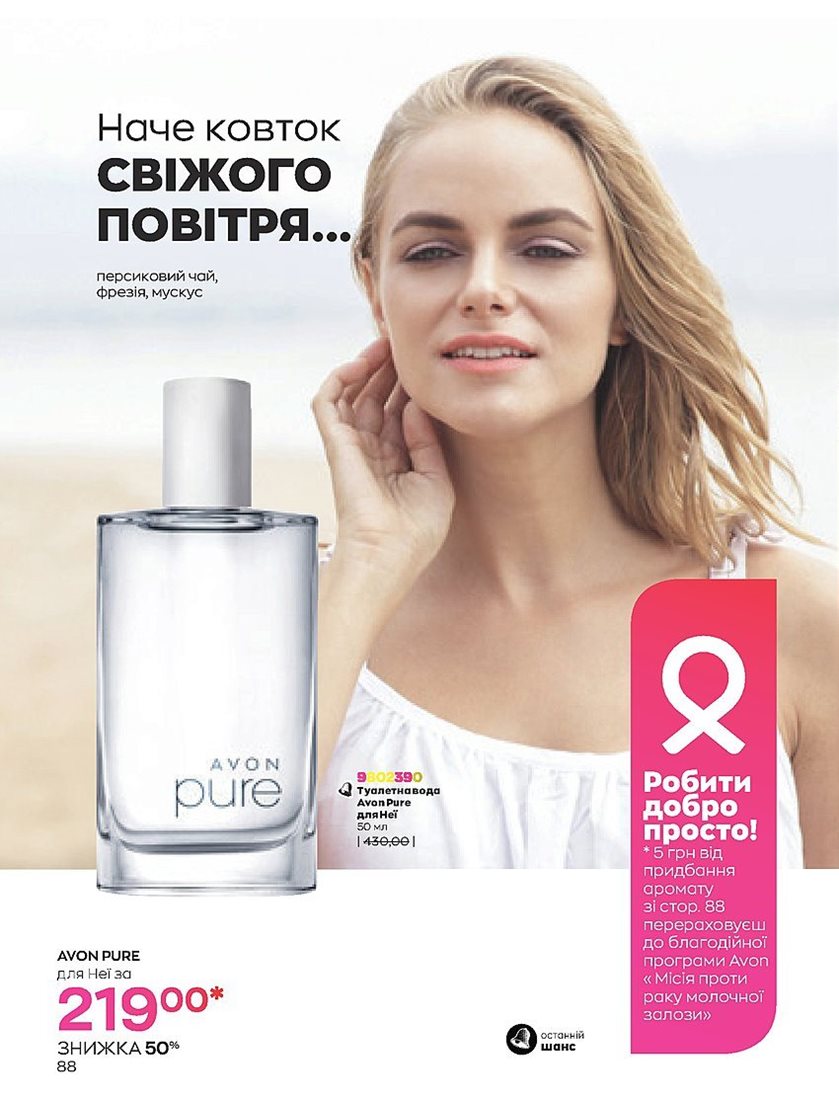 Наче ковток
СВІЖОГО
ПОВІТРЯ...
персиковий чай,
фрезія, мускус
AVON
pure
9802390
Туалетна вода
Avon Pure
для Неї
50 мл
| 430,00 |
Робити
добро
просто!
* 5 грн від
придбання
аромату
зі стор. 88
перераховуєш
до благодійної
програми Avon
« Місія проти
раку молочної
залози»
AVON PURE
для Неї за
21900*
ЗНИЖКА 50%
88
останній
шанс